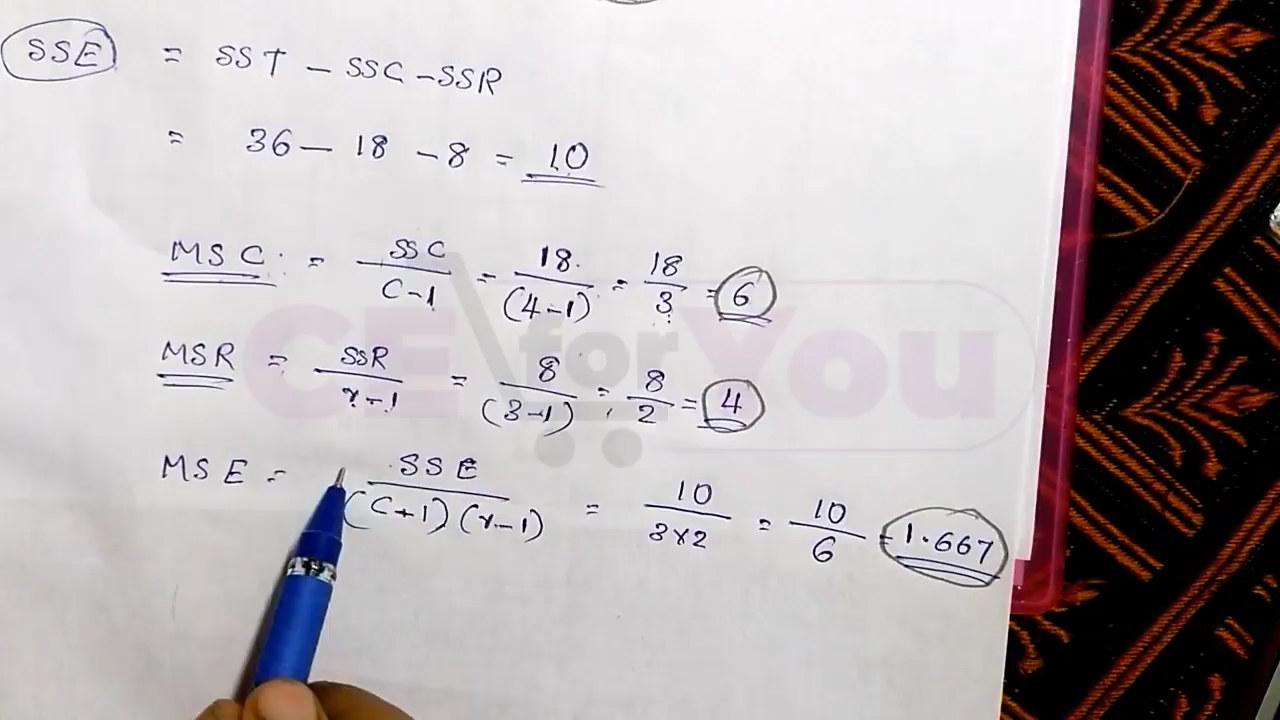 SSE = SST - SSC - SSR
= 36 - 18 - 8 = 10
MSC = SSC / (C-1) = 18 / (4-1) = 18 / 3 = 6
MSR = SSR / (r-1) = 8 / (3-1) = 8 / 2 = 4
MSE = SSE / (C+1)(r-1) = 10 / 3x2 = 10 / 6 = 1.667
CE for You